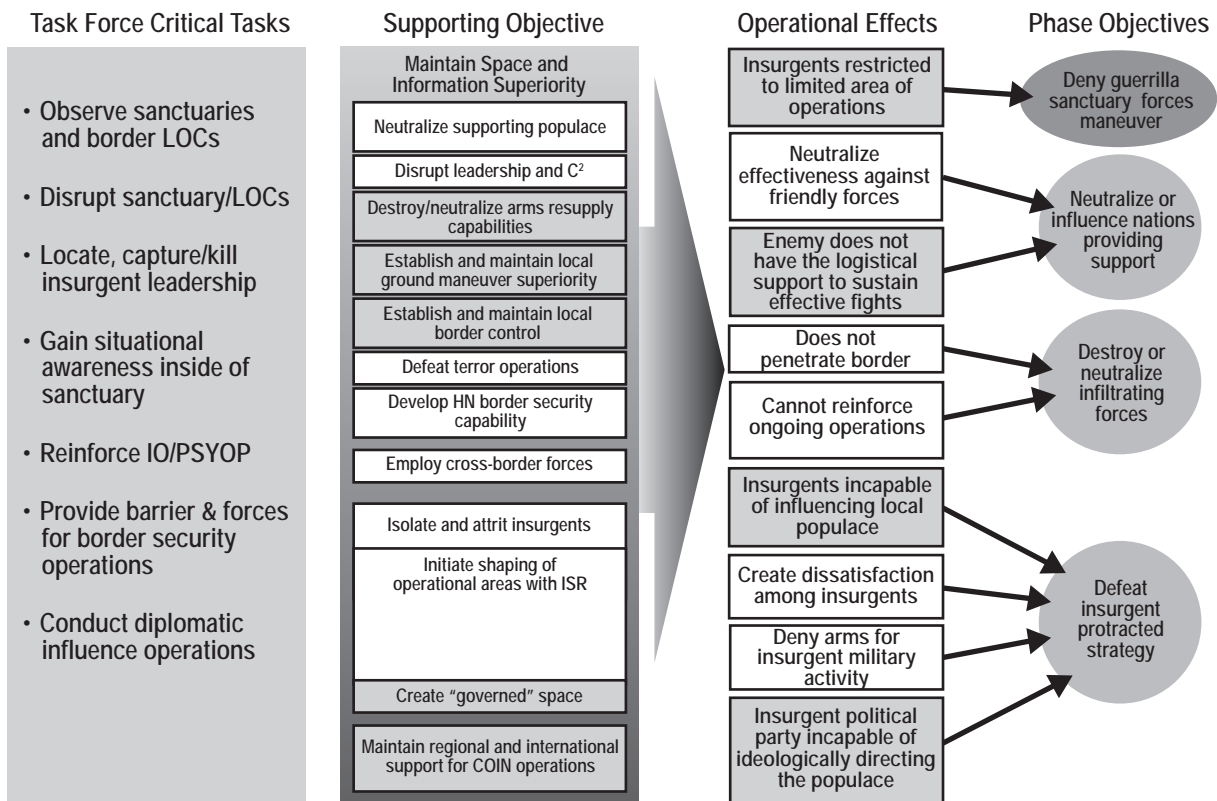 Task Force Critical Tasks
• Observe sanctuaries
and border LOCs
• Disrupt sanctuary/LOCs
• Locate, capture/kill
insurgent leadership
• Gain situational
awareness inside of
sanctuary
• Reinforce IO/PSYOP
• Provide barrier & forces
for border security
operations
• Conduct diplomatic
influence operations
Supporting Objective
Maintain Space and
Information Superiority
Neutralize supporting populace
Disrupt leadership and C²
Destroy/neutralize arms resupply
capabilities
Establish and maintain local
ground maneuver superiority
Establish and maintain local
border control
Defeat terror operations
Develop HN border security
capability
Employ cross-border forces
Isolate and attrit insurgents
Initiate shaping of
operational areas with ISR
Create “governed” space
Maintain regional and international
support for COIN operations
Operational Effects
Insurgents restricted
to limited area of
operations
Neutralize
effectiveness against
friendly forces
Enemy does not
have the logistical
support to sustain
effective fights
Does not
penetrate border
Cannot reinforce
ongoing operations
Insurgents incapable
of influencing local
populace
Create dissatisfaction
among insurgents
Deny arms for
insurgent military
activity
Insurgent political
party incapable of
ideologically directing
the populace
Phase Objectives
Deny guerrilla
sanctuary forces
maneuver
Neutralize or
influence nations
providing
support
Destroy or
neutralize
infiltrating
forces
Defeat
insurgent
protracted
strategy